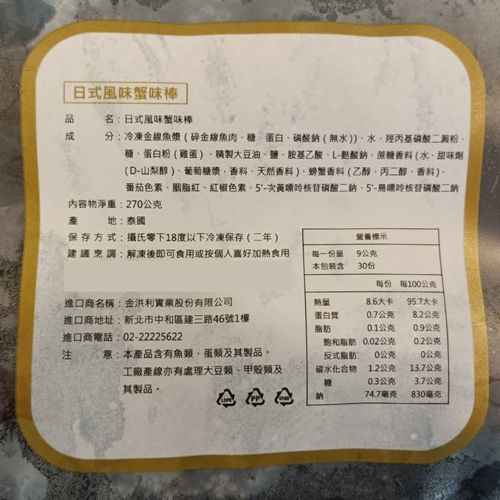 日式風味蟹味棒
品 名：日式風味蟹味棒
成 分：冷凍金線魚漿（碎金線魚肉、糖、蛋白、磷酸鈉（無水））、水、羥丙基磷酸二澱粉、
糖、蛋白粉（雞蛋）、精製大豆油、鹽、胺基乙酸、L-麩酸鈉、蔗糖香料（水、甜味劑
（D-山梨醇）、葡萄糖漿、香料、天然香料）、螃蟹香料（乙醇、丙二醇、香料）、
番茄色素、胭脂紅、紅椒色素、5'-次黃嘌呤核苷磷酸二鈉、5'-鳥嘌呤核苷磷酸二鈉
內容物淨重：270公克
產 地：泰國
保存方式：攝氏零下18度以下冷凍保存（二年）
建議烹調：解凍後即可食用或按個人喜好加熱食用
進口商名稱：金洪利實業股份有限公司
進口商地址：新北市中和區建三路46號1樓
進口商電話：02-22225622
注 意：本產品含有魚類、蛋類及其製品。
工廠產線亦有處理大豆類、甲殼類及
其製品。
LDPE PP
營養標示
每一份量 9公克
本包裝含 30份
每份 每100公克
熱量 8.6大卡 95.7大卡
蛋白質 0.7公克 8.2公克
脂肪 0.1公克 0.9公克
飽和脂肪 0.02公克 0.2公克
反式脂肪 0公克 0公克
碳水化合物 1.2公克 13.7公克
糖 0.3公克 3.7公克
鈉 74.7毫克 830毫克